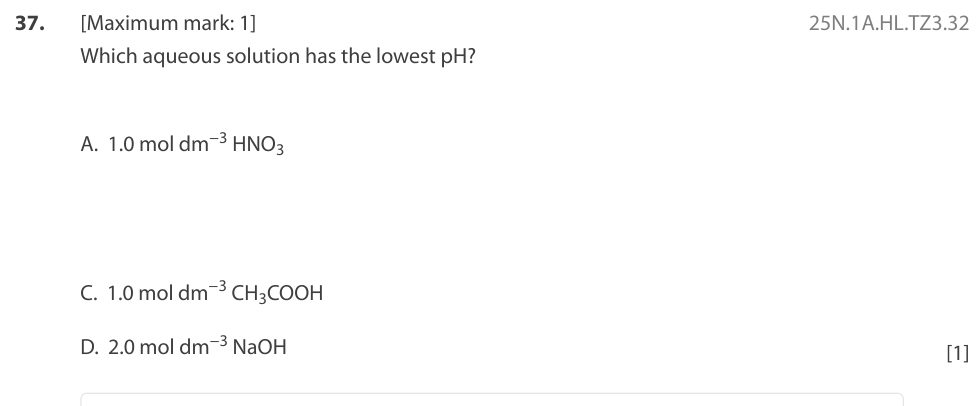 37. [Maximum mark: 1] 25N.1A.HL.TZ3.32
Which aqueous solution has the lowest pH?
A. 1.0 mol dm⁻³ HNO₃
C. 1.0 mol dm⁻³ CH₃COOH
D. 2.0 mol dm⁻³ NaOH
[1]